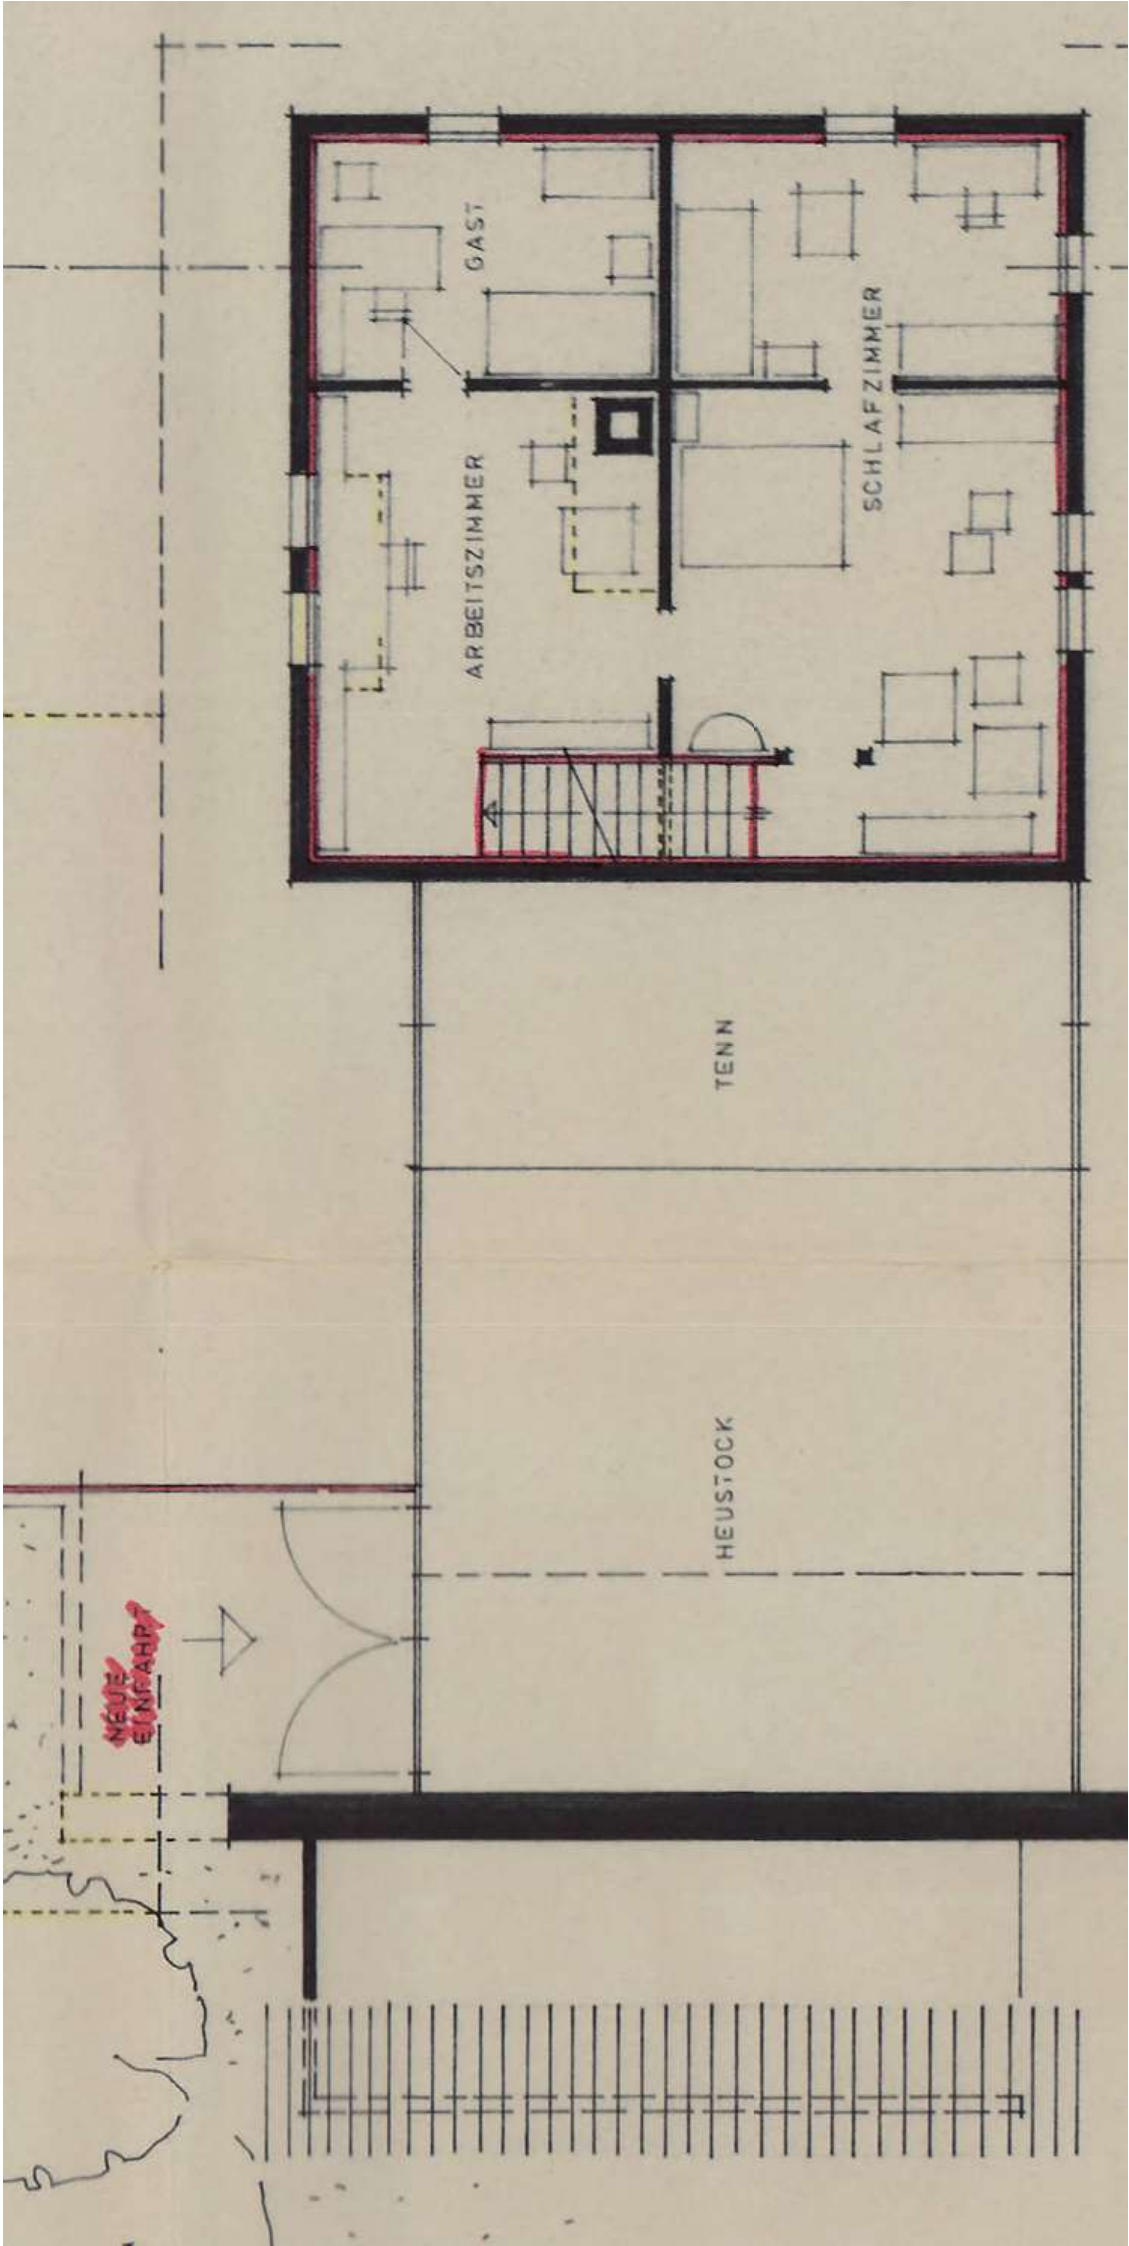 GAST
ARBEITSZIMMER
SCHLAFZIMMER
TENN
HEUSTOCK
NEUE
EINFAHRT